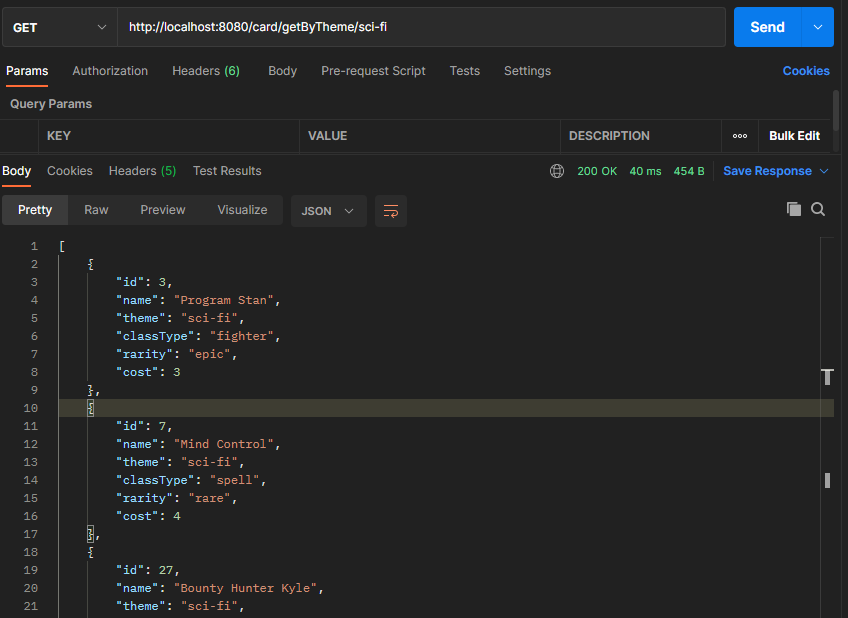 GET http://localhost:8080/card/getByTheme/sci-fi Send
Params Authorization Headers (6) Body Pre-request Script Tests Settings Cookies
Query Params
KEY VALUE DESCRIPTION ooo Bulk Edit
Body Cookies Headers (5) Test Results 200 OK 40 ms 454 B Save Response
Pretty Raw Preview Visualize JSON
1 [
2 {
3 "id": 3,
4 "name": "Program Stan",
5 "theme": "sci-fi",
6 "classType": "fighter",
7 "rarity": "epic",
8 "cost": 3
9 },
10 {
11 "id": 7,
12 "name": "Mind Control",
13 "theme": "sci-fi",
14 "classType": "spell",
15 "rarity": "rare",
16 "cost": 4
17 },
18 {
19 "id": 27,
20 "name": "Bounty Hunter Kyle",
21 "theme": "sci-fi",